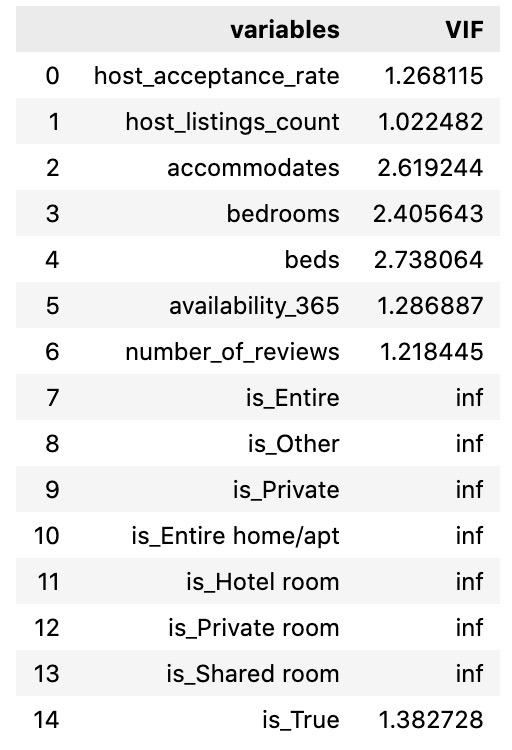 variables VIF
0 host_acceptance_rate 1.268115
1 host_listings_count 1.022482
2 accommodates 2.619244
3 bedrooms 2.405643
4 beds 2.738064
5 availability_365 1.286887
6 number_of_reviews 1.218445
7 is_Entire inf
8 is_Other inf
9 is_Private inf
10 is_Entire home/apt inf
11 is_Hotel room inf
12 is_Private room inf
13 is_Shared room inf
14 is_True 1.382728